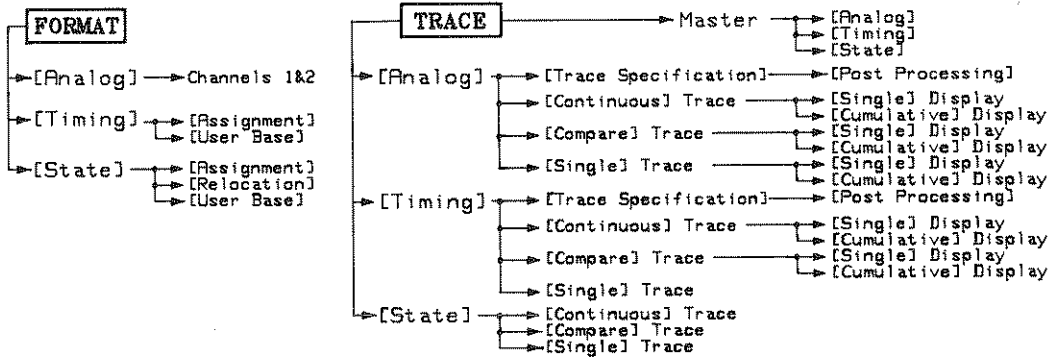 FORMAT
[Analog]
Channels 1&2
[Timing]
[Assignment]
[User Base]
[State]
[Assignment]
[Relocation]
[User Base]
TRACE
Master
[Analog]
[Timing]
[State]
[Analog]
[Trace Specification]
[Post Processing]
[Continuous] Trace
[Single] Display
[Cumulative] Display
[Compare] Trace
[Single] Display
[Cumulative] Display
[Single] Trace
[Single] Display
[Cumulative] Display
[Timing]
[Trace Specification]
[Post Processing]
[Continuous] Trace
[Single] Display
[Cumulative] Display
[Compare] Trace
[Single] Display
[Cumulative] Display
[Single] Trace
[State]
[Continuous] Trace
[Compare] Trace
[Single] Trace